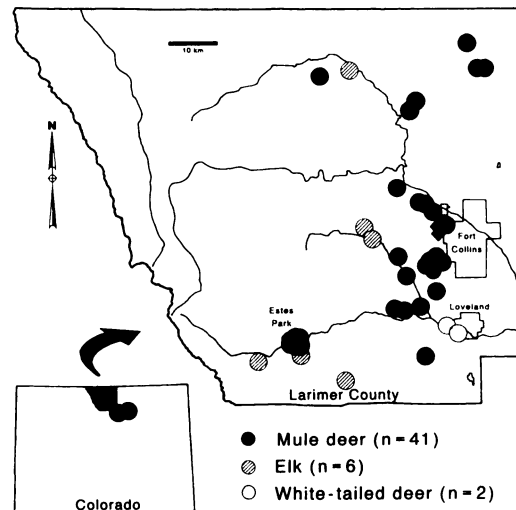 10 km
N
Fort
Collins
Loveland
Estes
Park
Larimer County
Mule deer (n=41)
Elk (n=6)
White-tailed deer (n=2)
Colorado